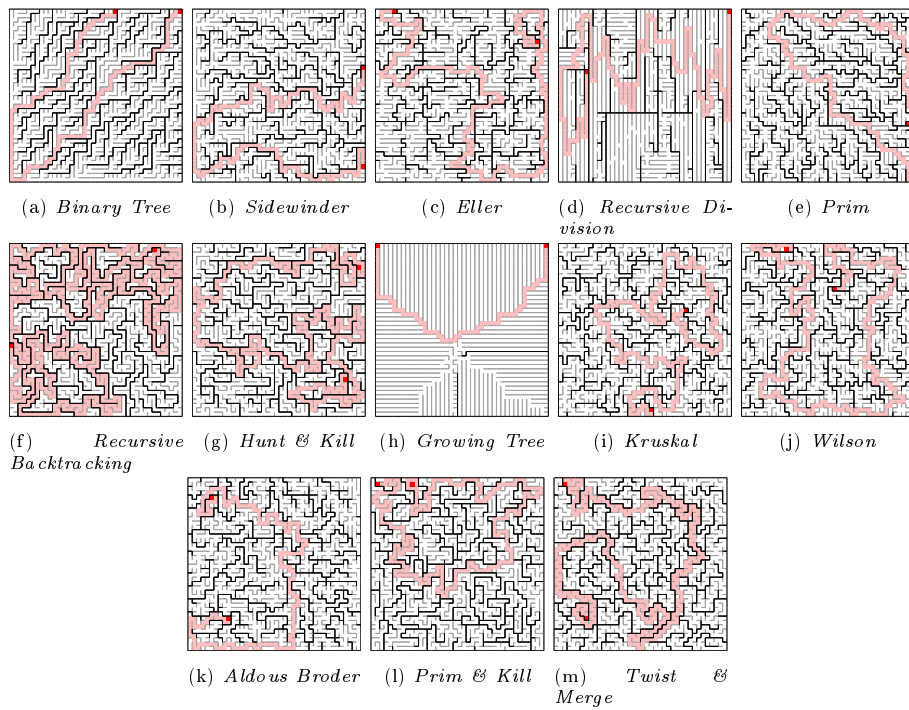 (a) Binary Tree
(b) Sidewinder
(c) Eller
(d) Recursive Di-
vision
(e) Prim
(f) Recursive
Backtracking
(g) Hunt & Kill
(h) Growing Tree
(i) Kruskal
(j) Wilson
(k) Aldous Broder
(l) Prim & Kill
(m) Twist &
Merge